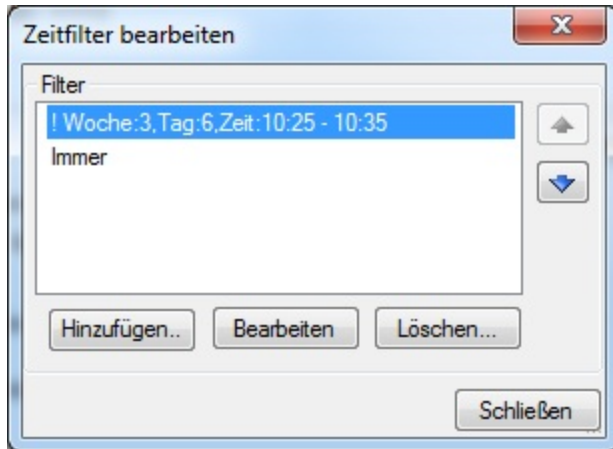 Zeitfilter bearbeiten
Filter
! Woche:3,Tag:6,Zeit:10:25 - 10:35
Immer
Hinzufügen.. Bearbeiten Löschen...
Schließen